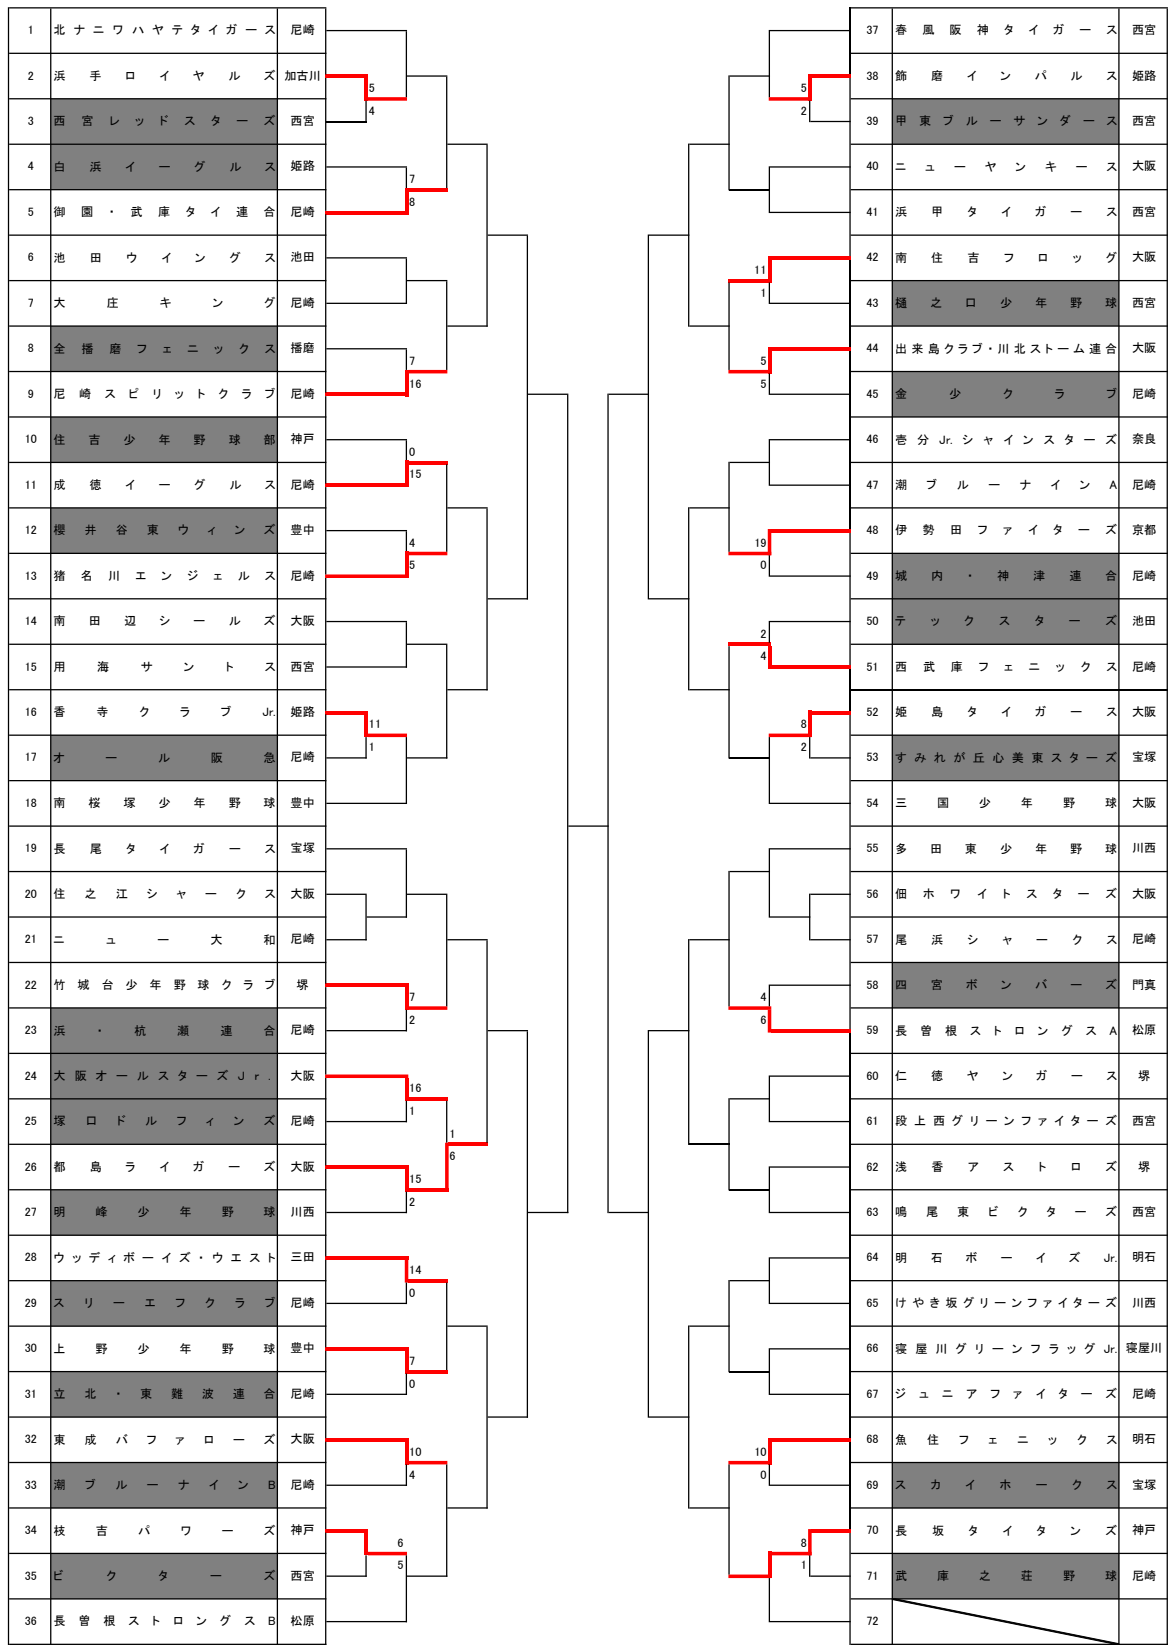 1 北ナニワハヤテタイガース 尼崎
2 浜手ロイヤルズ 加古川
5
4
3 西宮レッドスターズ 西宮
4 白浜イーグルス 姫路
7
8
5 御園・武庫タイ連合 尼崎
6 池田ウイングス 池田
7 大庄キング 尼崎
8 全播磨フェニックス 播磨
7
16
9 尼崎スピリットクラブ 尼崎
10 住吉少年野球部 神戸
0
15
11 成徳イーグルス 尼崎
12 櫻井谷東ウィンズ 豊中
4
5
13 猪名川エンジェルス 尼崎
14 南田辺シールズ 大阪
15 用海サントス 西宮
16 香寺クラブJr. 姫路
11
1
17 オール阪急 尼崎
18 南桜塚少年野球 豊中
19 長尾タイガース 宝塚
20 住之江シャークス 大阪
21 ニュー大和 尼崎
22 竹城台少年野球クラブ 堺
7
2
23 浜・杭瀬連合 尼崎
24 大阪オールスターズJr. 大阪
16
1
25 塚口ドルフィンズ 尼崎
1
6
26 都島ライガーズ 大阪
15
2
27 明峰少年野球 川西
28 ウッディボーイズ・ウエスト 三田
14
0
29 スリーエフクラブ 尼崎
30 上野少年野球 豊中
7
0
31 立北・東難波連合 尼崎
32 東成バファローズ 大阪
10
4
33 潮ブルーナインB 尼崎
34 枝吉パワーズ 神戸
6
5
35 ビクターズ 西宮
36 長曽根ストロングスB 松原
37 春風阪神タイガース 西宮
38 飾磨インパルス 姫路
5
2
39 甲東ブルーサンダース 西宮
40 ニューヤンキース 大阪
41 浜甲タイガース 西宮
42 南住吉フロッグ 大阪
11
1
43 樋之口少年野球 西宮
44 出来島クラブ・川北ストーム連合 大阪
5
5
45 金少クラブ 尼崎
46 壱分Jr.シャインスターズ 奈良
47 潮ブルーナインA 尼崎
48 伊勢田ファイターズ 京都
19
0
49 城内・神津連合 尼崎
50 テックスターズ 池田
2
4
51 西武庫フェニックス 尼崎
52 姫島タイガース 大阪
8
2
53 すみれが丘心美東スターズ 宝塚
54 三国少年野球 大阪
55 多田東少年野球 川西
56 佃ホワイトスターズ 大阪
57 尾浜シャークス 尼崎
58 四宮ボンバーズ 門真
4
6
59 長曽根ストロングスA 松原
60 仁徳ヤンガース 堺
61 段上西グリーンファイターズ 西宮
62 浅香アストロズ 堺
63 鳴尾東ビクターズ 西宮
64 明石ボーイズJr. 明石
65 けやき坂グリーンファイターズ 川西
66 寝屋川グリーンフラッグJr. 寝屋川
67 ジュニアファイターズ 尼崎
68 魚住フェニックス 明石
10
0
69 スカイホークス 宝塚
70 長坂タイタンズ 神戸
8
1
71 武庫之荘野球 尼崎
72